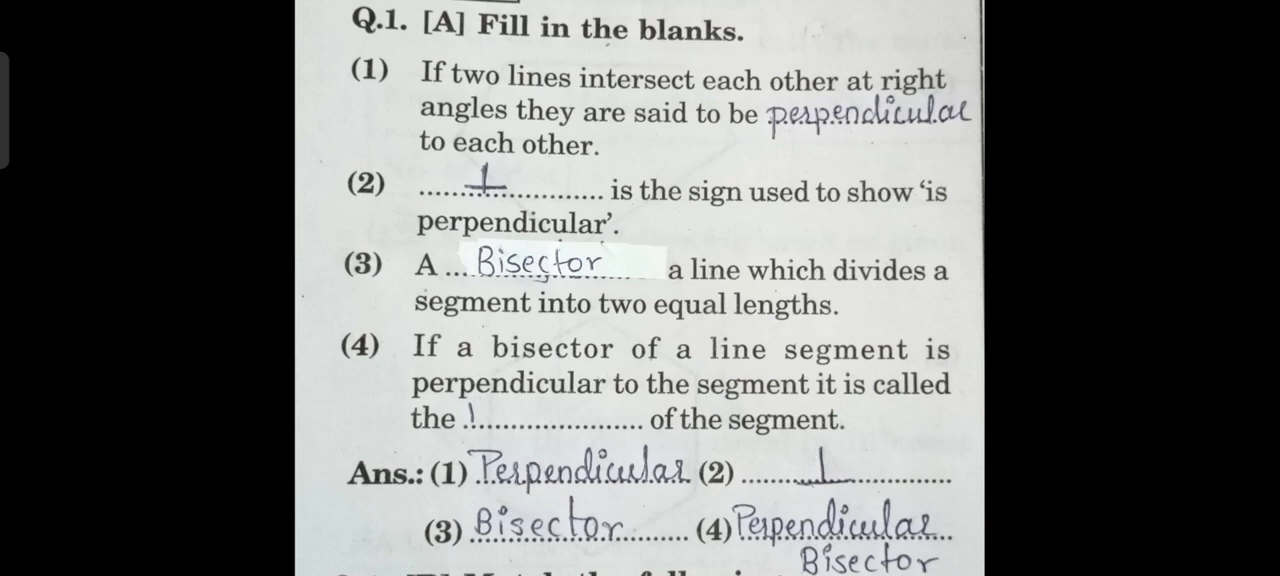 Q.1. [A] Fill in the blanks.
(1) If two lines intersect each other at right
angles they are said to be perpendicular
to each other.
(2) ......⊥............ is the sign used to show ‘is
perpendicular’.
(3) A ... Bisector ...... a line which divides a
segment into two equal lengths.
(4) If a bisector of a line segment is
perpendicular to the segment it is called
the ........................ of the segment.
Ans.: (1) Perpendicular (2) ........⊥...............
(3) Bisector ......... (4) Perpendicular
Bisector